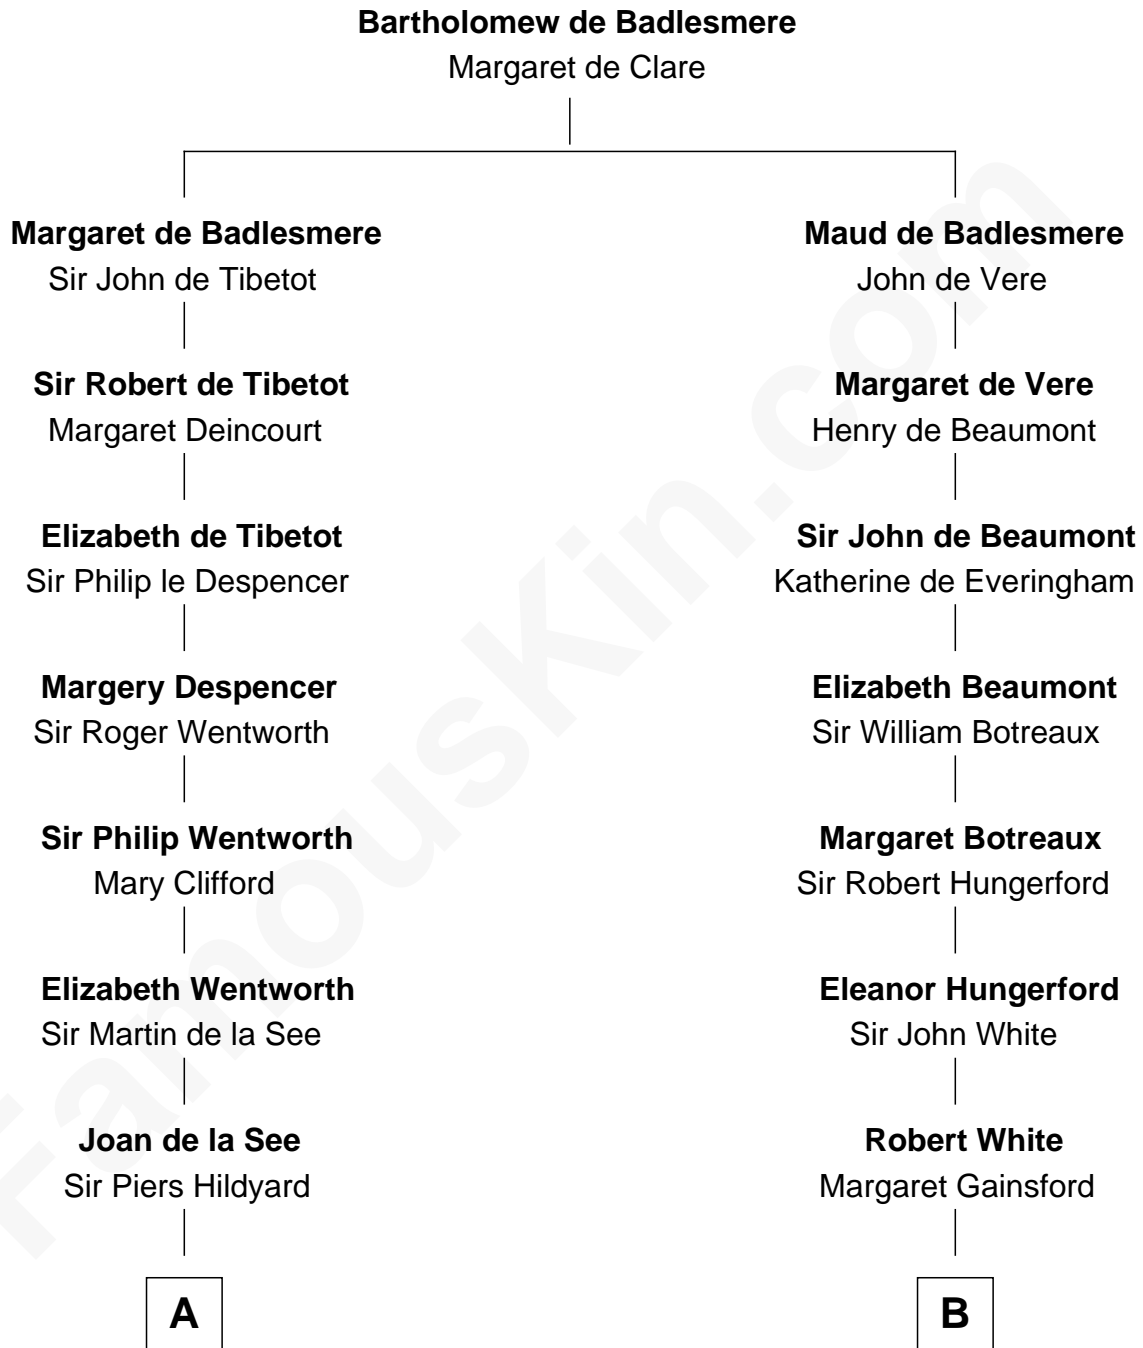 Bartholomew de Badlesmere
Margaret de Clare
Margaret de Badlesmere
Sir John de Tibetot
Maud de Badlesmere
John de Vere
Sir Robert de Tibetot
Margaret Deincourt
Margaret de Vere
Henry de Beaumont
Elizabeth de Tibetot
Sir Philip le Despencer
Sir John de Beaumont
Katherine de Everingham
Margery Despencer
Sir Roger Wentworth
Elizabeth Beaumont
Sir William Botreaux
Sir Philip Wentworth
Mary Clifford
Margaret Botreaux
Sir Robert Hungerford
Elizabeth Wentworth
Sir Martin de la See
Eleanor Hungerford
Sir John White
Joan de la See
Sir Piers Hildyard
Robert White
Margaret Gainsford
A
B
FamousKin.com